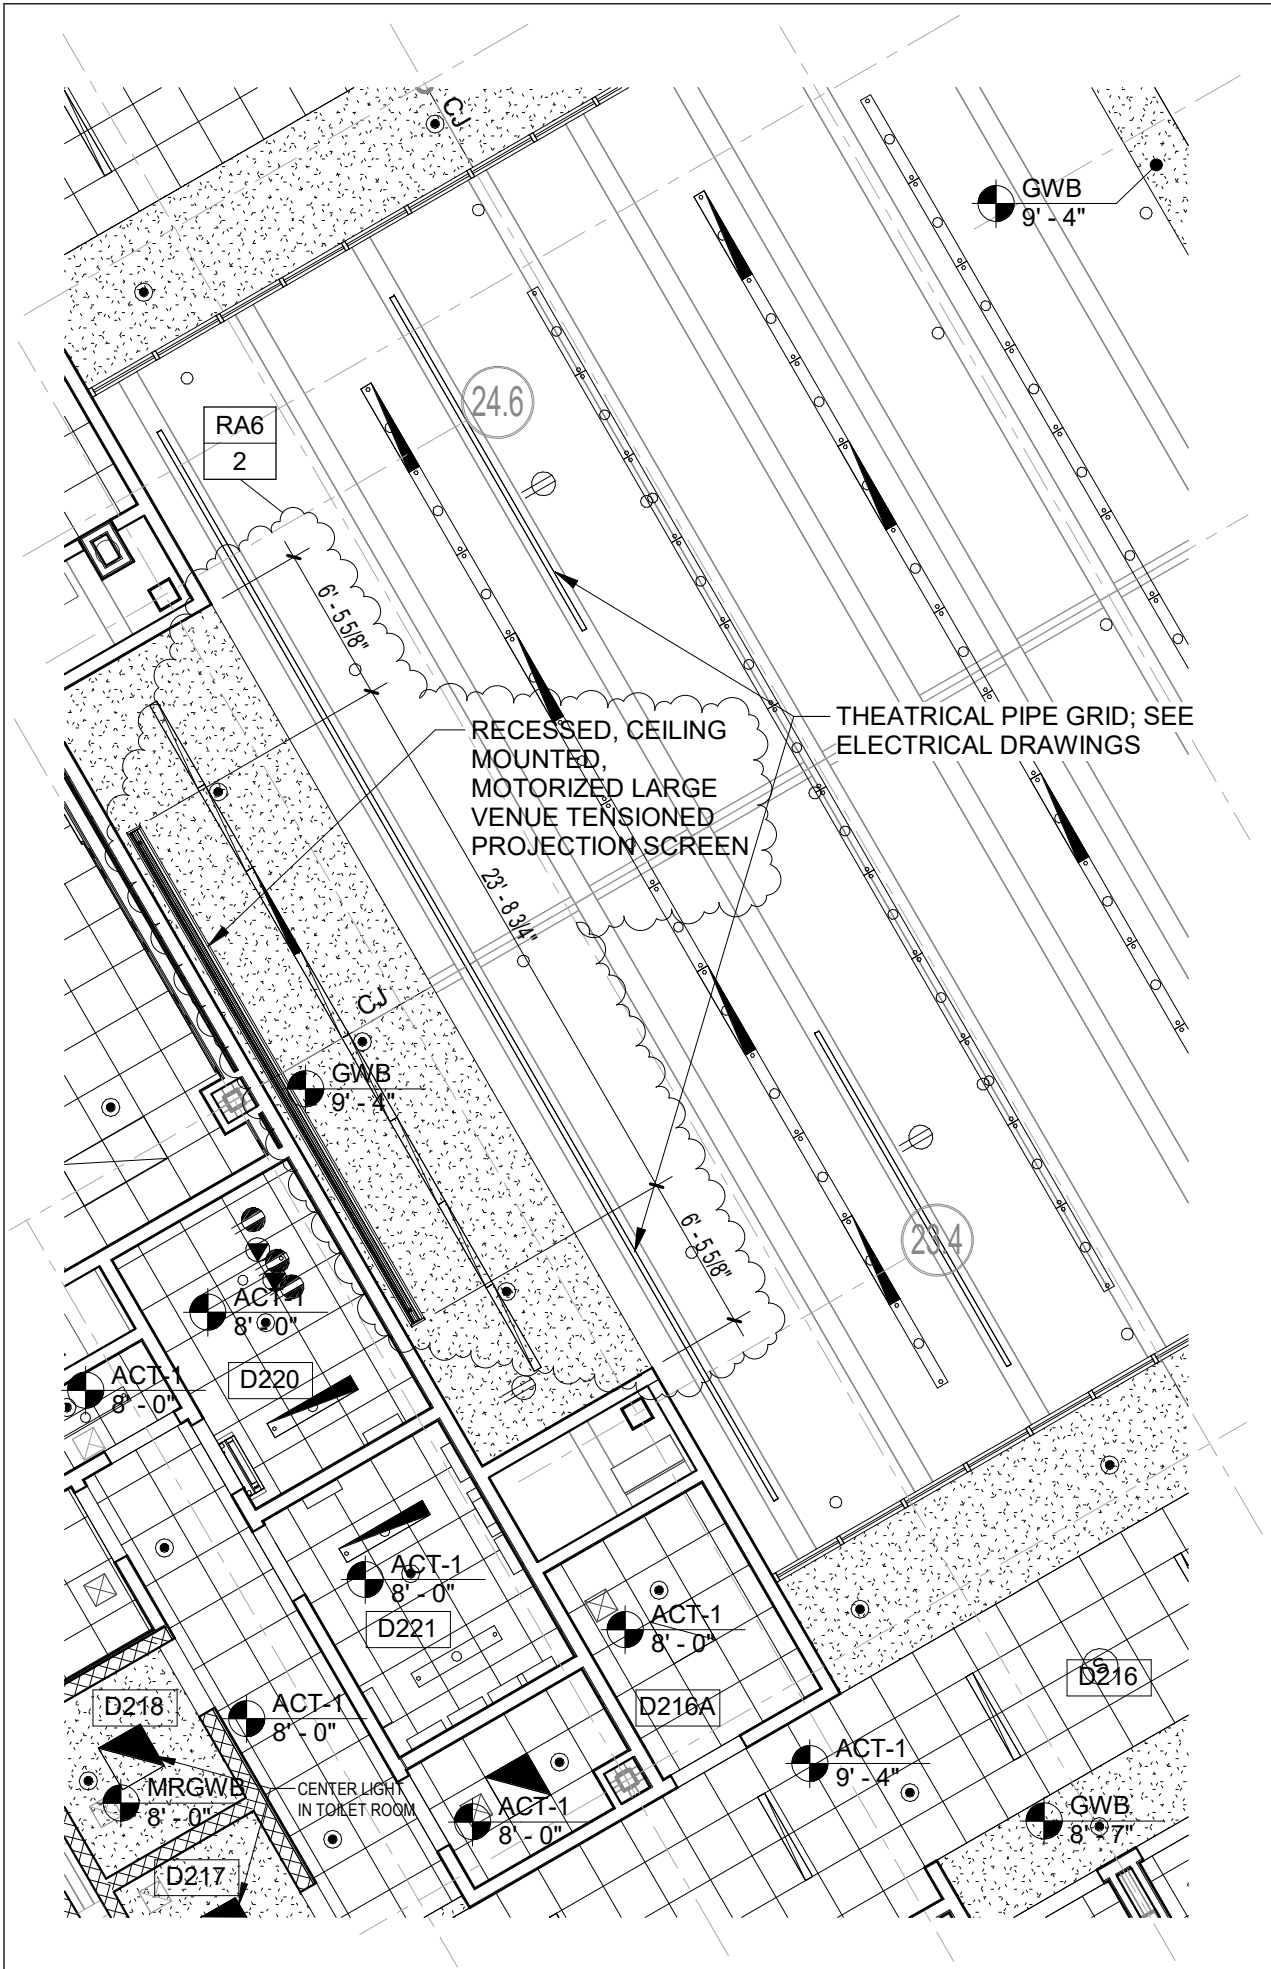 CJ
GWB
9' - 4"
24.6
RA6
2
6' - 5 5/8"
RECESSED, CEILING
MOUNTED,
MOTORIZED LARGE
VENUE TENSIONED
PROJECTION SCREEN
THEATRICAL PIPE GRID; SEE
ELECTRICAL DRAWINGS
23' - 8 3/4"
CJ
GWB
9' - 4"
6' - 5 5/8"
23.4
ACT-1
8' - 0"
D220
ACT-1
8' - 0"
ACT-1
8' - 0"
D221
ACT-1
8' - 0"
D216A
S
D216
D218
ACT-1
8' - 0"
MRGWB
8' - 0"
CENTER LIGHT
IN TOILET ROOM
ACT-1
8' - 0"
ACT-1
9' - 4"
GWB
8' - 7"
D217